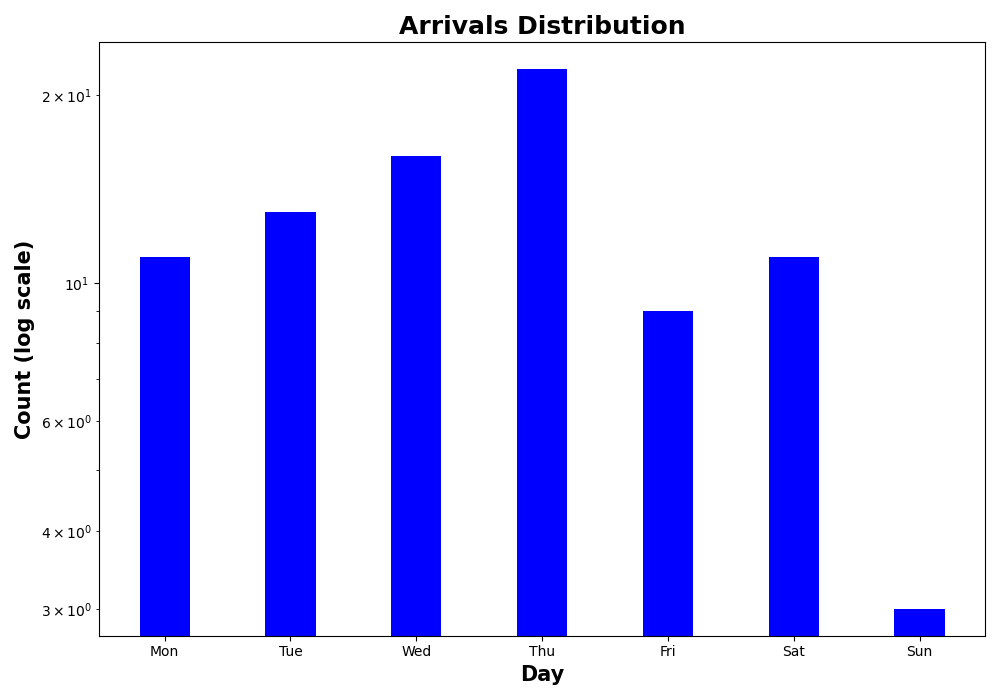 Arrivals Distribution
Count (log scale)
2 × 10¹
10¹
6 × 10⁰
4 × 10⁰
3 × 10⁰
Mon Tue Wed Thu Fri Sat Sun
Day